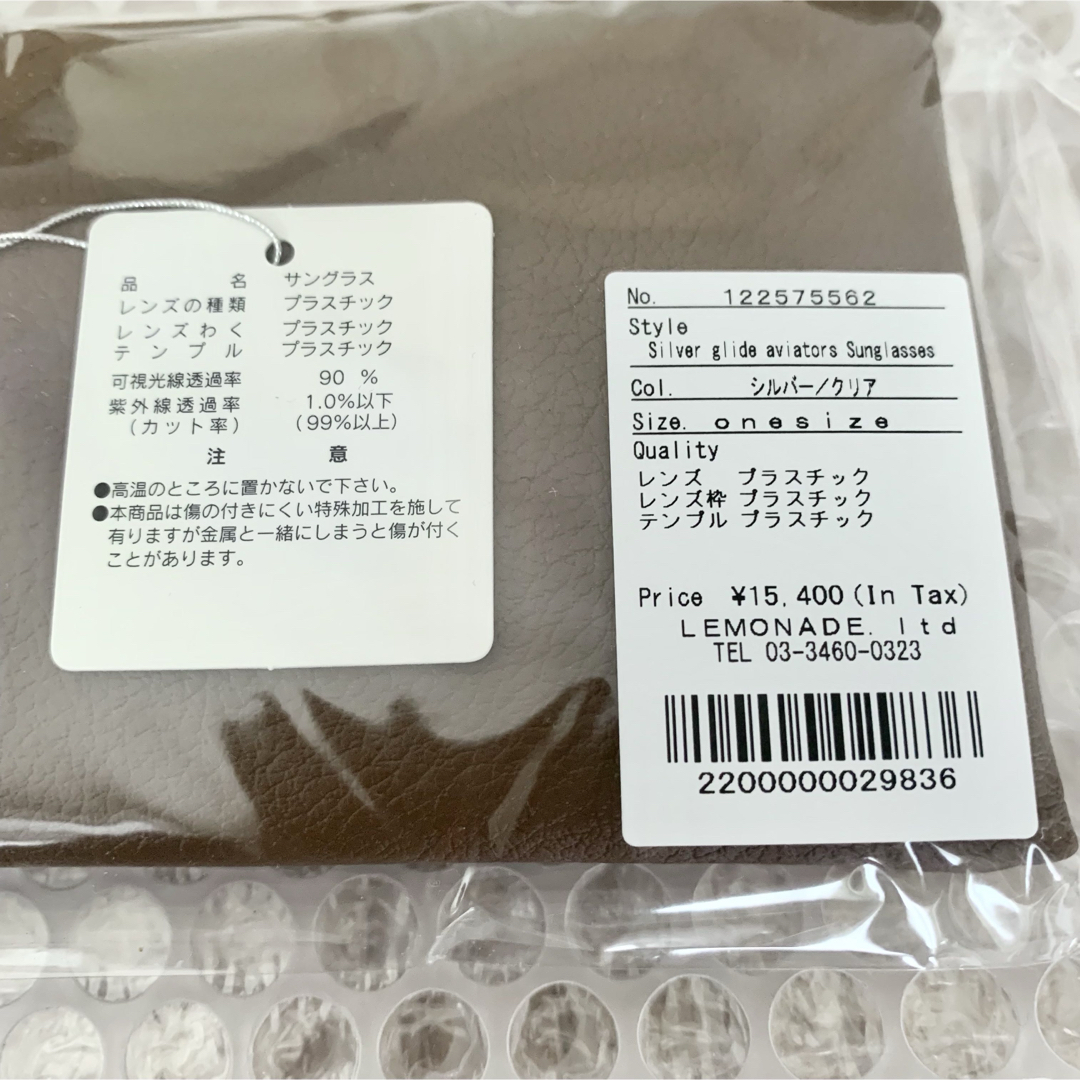 品名 サングラス
レンズの種類 プラスチック
レンズわく プラスチック
テンプル プラスチック
可視光線透過率 90 %
紫外線透過率 1.0%以下
(カット率) (99%以上)
注意
●高温のところに置かないで下さい。
●本商品は傷の付きにくい特殊加工を施して
有りますが金属と一緒にしまうと傷が付く
ことがあります。
No. 122575562
Style
Silver glide aviators Sunglasses
Col. シルバー/クリア
Size. onesize
Quality
レンズ プラスチック
レンズ枠 プラスチック
テンプル プラスチック
Price ¥15,400(In Tax)
LEMONADE. ltd
TEL 03-3460-0323
2200000029836